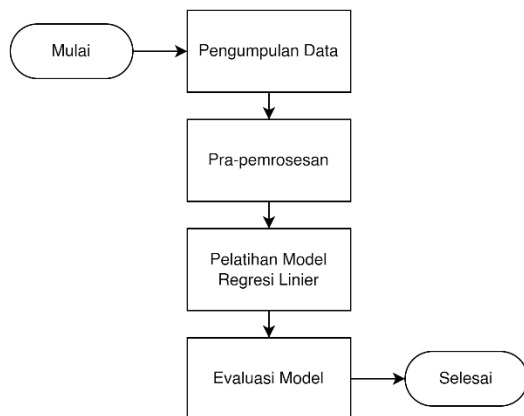 Mulai
Pengumpulan Data
Pra-pemrosesan
Pelatihan Model
Regresi Linier
Evaluasi Model
Selesai